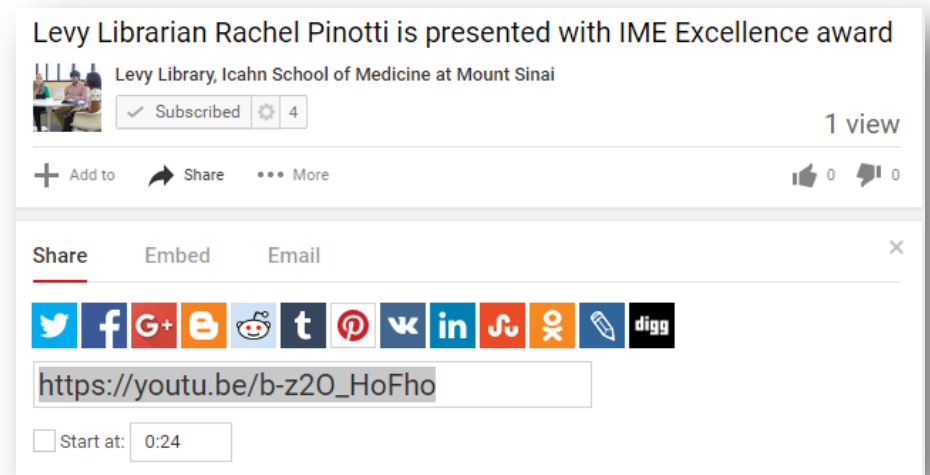 Levy Librarian Rachel Pinotti is presented with IME Excellence award
Levy Library, Icahn School of Medicine at Mount Sinai
Subscribed 4
1 view
Add to Share More 0 0
Share Embed Email
G+ t in digg
https://youtu.be/b-z2O_HoFho
Start at: 0:24